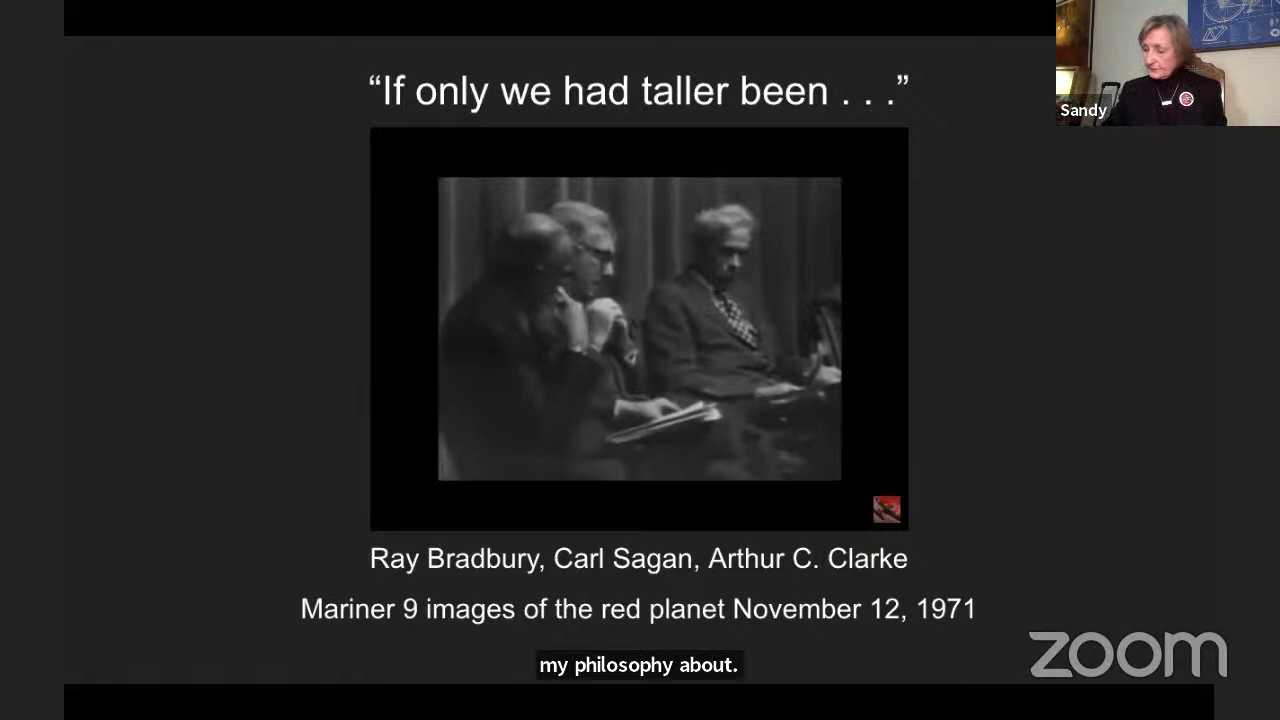 “If only we had taller been . . .”
Sandy
Ray Bradbury, Carl Sagan, Arthur C. Clarke
Mariner 9 images of the red planet November 12, 1971
my philosophy about.
zoom